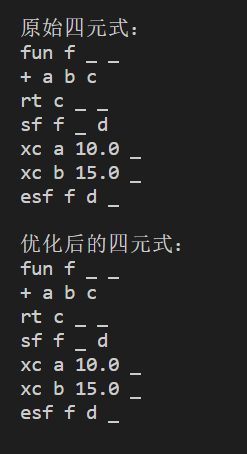 原始四元式：
fun f _ _
+ a b c
rt c _ _
sf f _ d
xc a 10.0 _
xc b 15.0 _
esf f d _

优化后的四元式：
fun f _ _
+ a b c
rt c _ _
sf f _ d
xc a 10.0 _
xc b 15.0 _
esf f d _